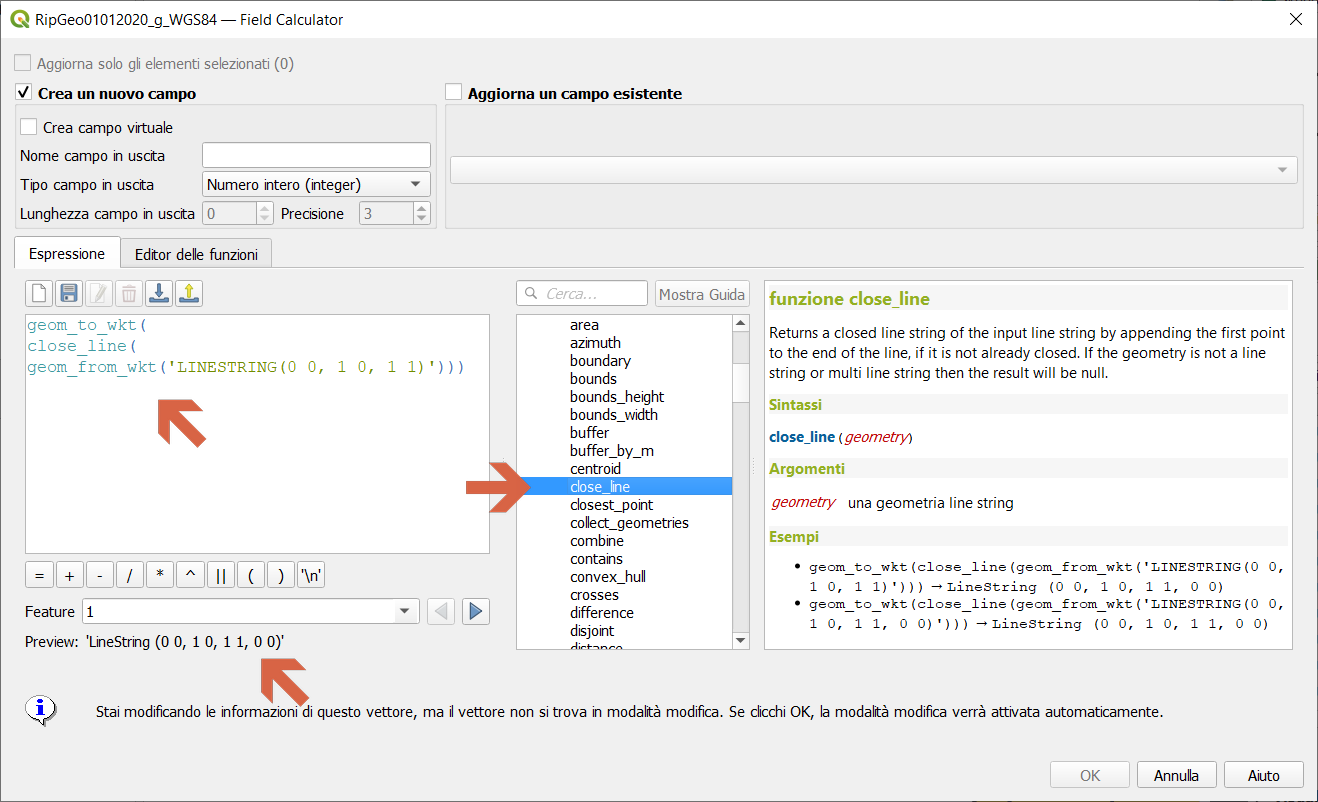 RipGeo01012020_g_WGS84 — Field Calculator
Aggiorna solo gli elementi selezionati (0)
Crea un nuovo campo
Aggiorna un campo esistente
Crea campo virtuale
Nome campo in uscita
Tipo campo in uscita
Numero intero (integer)
Lunghezza campo in uscita
0
Precisione
3
Espressione
Editor delle funzioni
Cerca...
Mostra Guida
geom_to_wkt(
close_line(
geom_from_wkt('LINESTRING(0 0, 1 0, 1 1)')))
= + - / * ^ || ( ) '\n'
Feature 1
Preview: 'LineString (0 0, 1 0, 1 1, 0 0)'
area
azimuth
boundary
bounds
bounds_height
bounds_width
buffer
buffer_by_m
centroid
close_line
closest_point
collect_geometries
combine
contains
convex_hull
crosses
difference
disjoint
distance
funzione close_line
Returns a closed line string of the input line string by appending the first point
to the end of the line, if it is not already closed. If the geometry is not a line
string or multi line string then the result will be null.
Sintassi
close_line (geometry)
Argomenti
geometry una geometria line string
Esempi
• geom_to_wkt(close_line(geom_from_wkt('LINESTRING(0 0,
1 0, 1 1)'))) → LineString (0 0, 1 0, 1 1, 0 0)
• geom_to_wkt(close_line(geom_from_wkt('LINESTRING(0 0,
1 0, 1 1, 0 0)'))) → LineString (0 0, 1 0, 1 1, 0 0)
Stai modificando le informazioni di questo vettore, ma il vettore non si trova in modalità modifica. Se clicchi OK, la modalità modifica verrà attivata automaticamente.
OK
Annulla
Aiuto